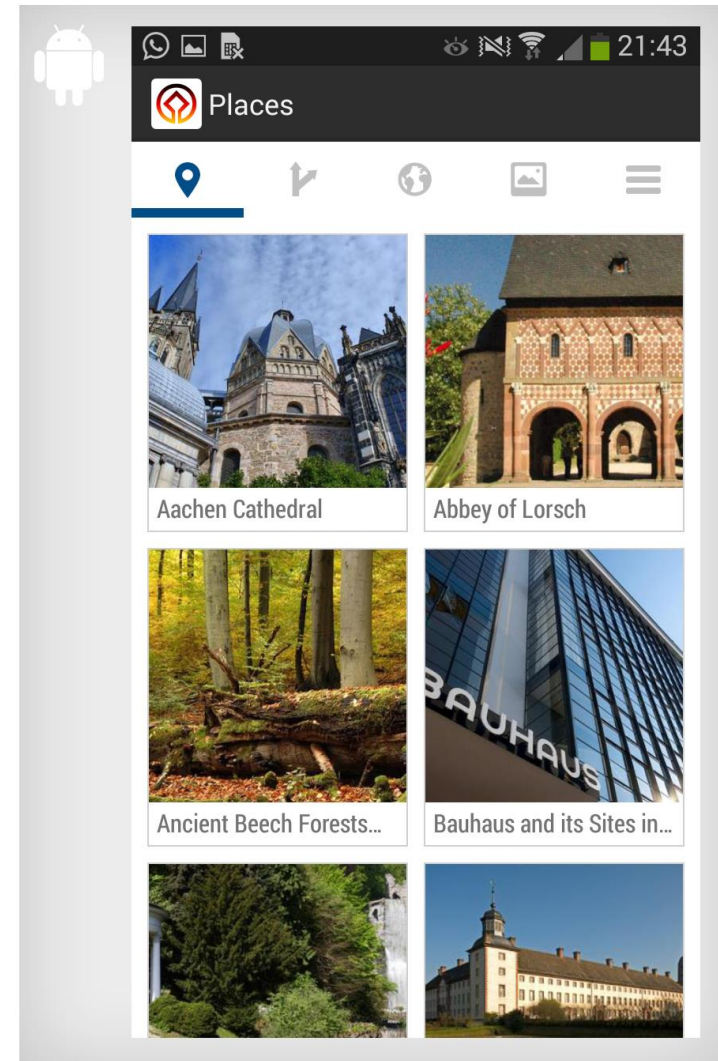 21:43
Places
Aachen Cathedral
Abbey of Lorsch
BAUHAUS
Ancient Beech Forests...
Bauhaus and its Sites in...